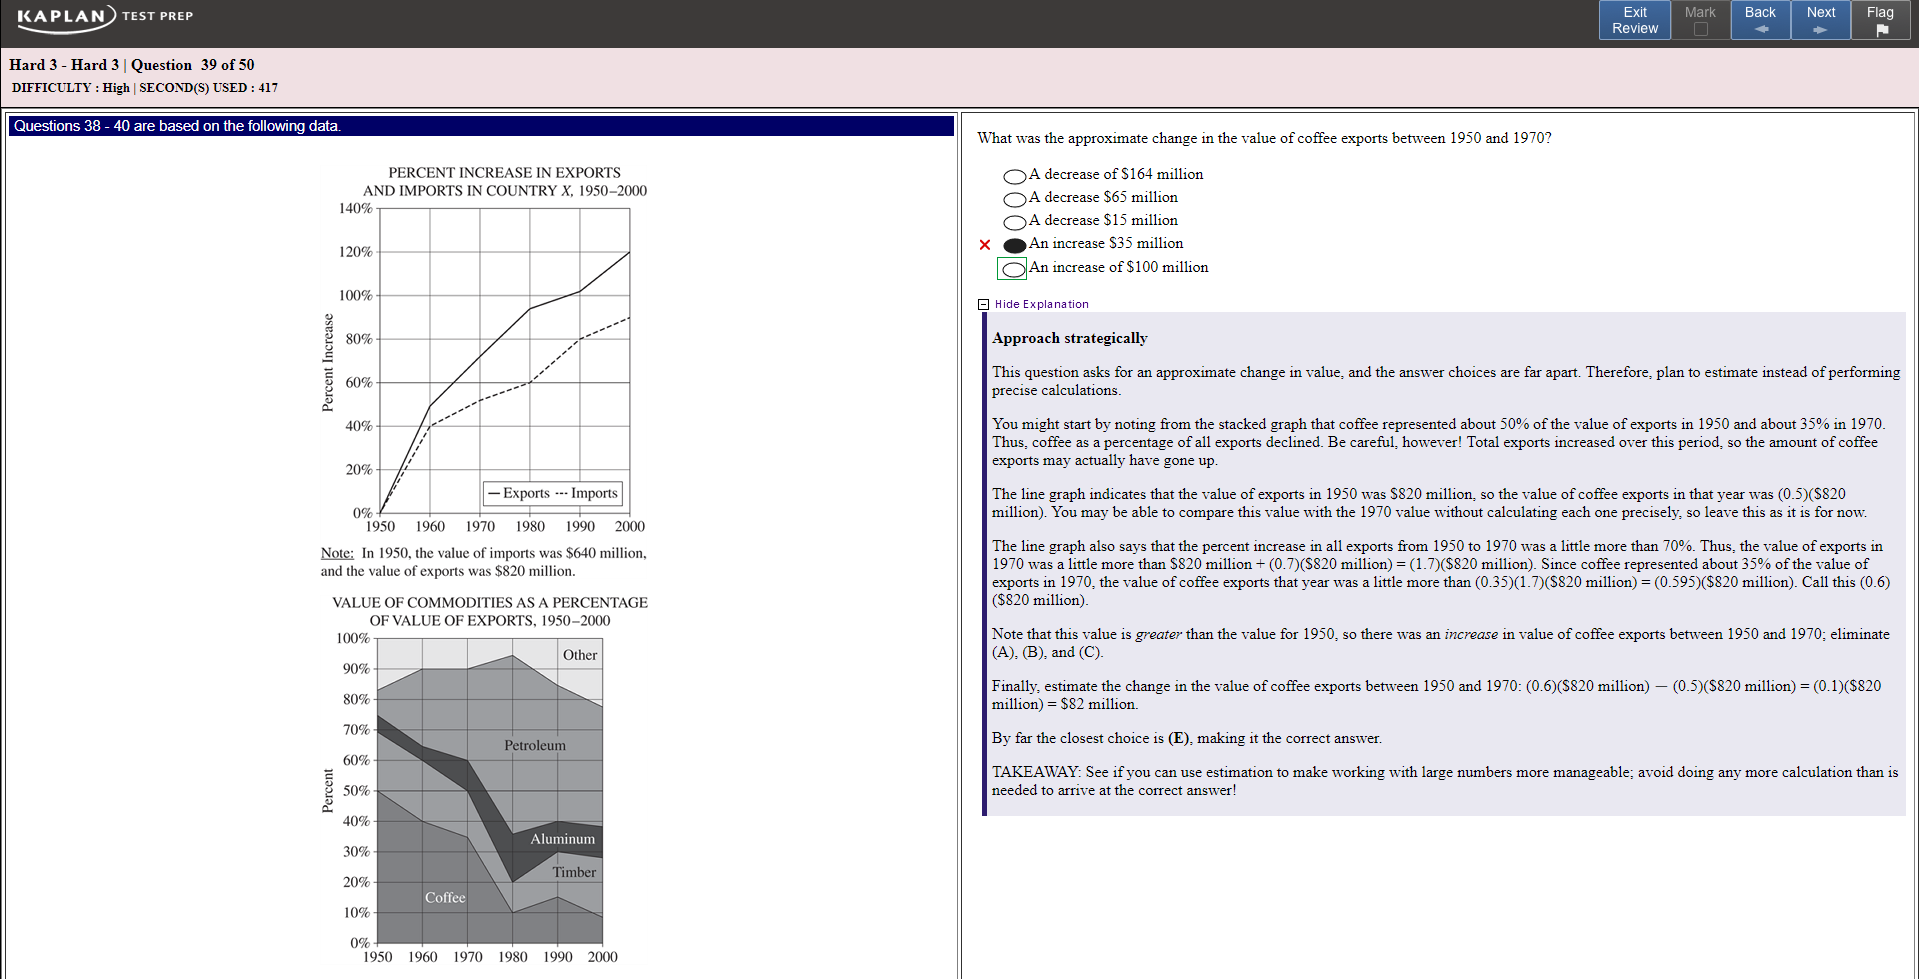 KAPLAN TEST PREP
Exit Review
Mark
Back
Next
Flag
Hard 3 - Hard 3 | Question 39 of 50
DIFFICULTY : High | SECOND(S) USED : 417
Questions 38 - 40 are based on the following data.
PERCENT INCREASE IN EXPORTS
AND IMPORTS IN COUNTRY X, 1950–2000
140%
120%
100%
80%
60%
40%
20%
0%
Percent Increase
Exports --- Imports
1950 1960 1970 1980 1990 2000
Note: In 1950, the value of imports was $640 million,
and the value of exports was $820 million.
VALUE OF COMMODITIES AS A PERCENTAGE
OF VALUE OF EXPORTS, 1950–2000
100%
90%
80%
70%
60%
50%
40%
30%
20%
10%
0%
Percent
Other
Petroleum
Aluminum
Timber
Coffee
1950 1960 1970 1980 1990 2000
What was the approximate change in the value of coffee exports between 1950 and 1970?
A decrease of $164 million
A decrease $65 million
A decrease $15 million
An increase $35 million
An increase of $100 million
Hide Explanation
Approach strategically
This question asks for an approximate change in value, and the answer choices are far apart. Therefore, plan to estimate instead of performing
precise calculations.
You might start by noting from the stacked graph that coffee represented about 50% of the value of exports in 1950 and about 35% in 1970.
Thus, coffee as a percentage of all exports declined. Be careful, however! Total exports increased over this period, so the amount of coffee
exports may actually have gone up.
The line graph indicates that the value of exports in 1950 was $820 million, so the value of coffee exports in that year was (0.5)($820
million). You may be able to compare this value with the 1970 value without calculating each one precisely, so leave this as it is for now.
The line graph also says that the percent increase in all exports from 1950 to 1970 was a little more than 70%. Thus, the value of exports in
1970 was a little more than $820 million + (0.7)($820 million) = (1.7)($820 million). Since coffee represented about 35% of the value of
exports in 1970, the value of coffee exports that year was a little more than (0.35)(1.7)($820 million) = (0.595)($820 million). Call this (0.6)
($820 million).
Note that this value is greater than the value for 1950, so there was an increase in value of coffee exports between 1950 and 1970; eliminate
(A), (B), and (C).
Finally, estimate the change in the value of coffee exports between 1950 and 1970: (0.6)($820 million) — (0.5)($820 million) = (0.1)($820
million) = $82 million.
By far the closest choice is (E), making it the correct answer.
TAKEAWAY: See if you can use estimation to make working with large numbers more manageable; avoid doing any more calculation than is
needed to arrive at the correct answer!